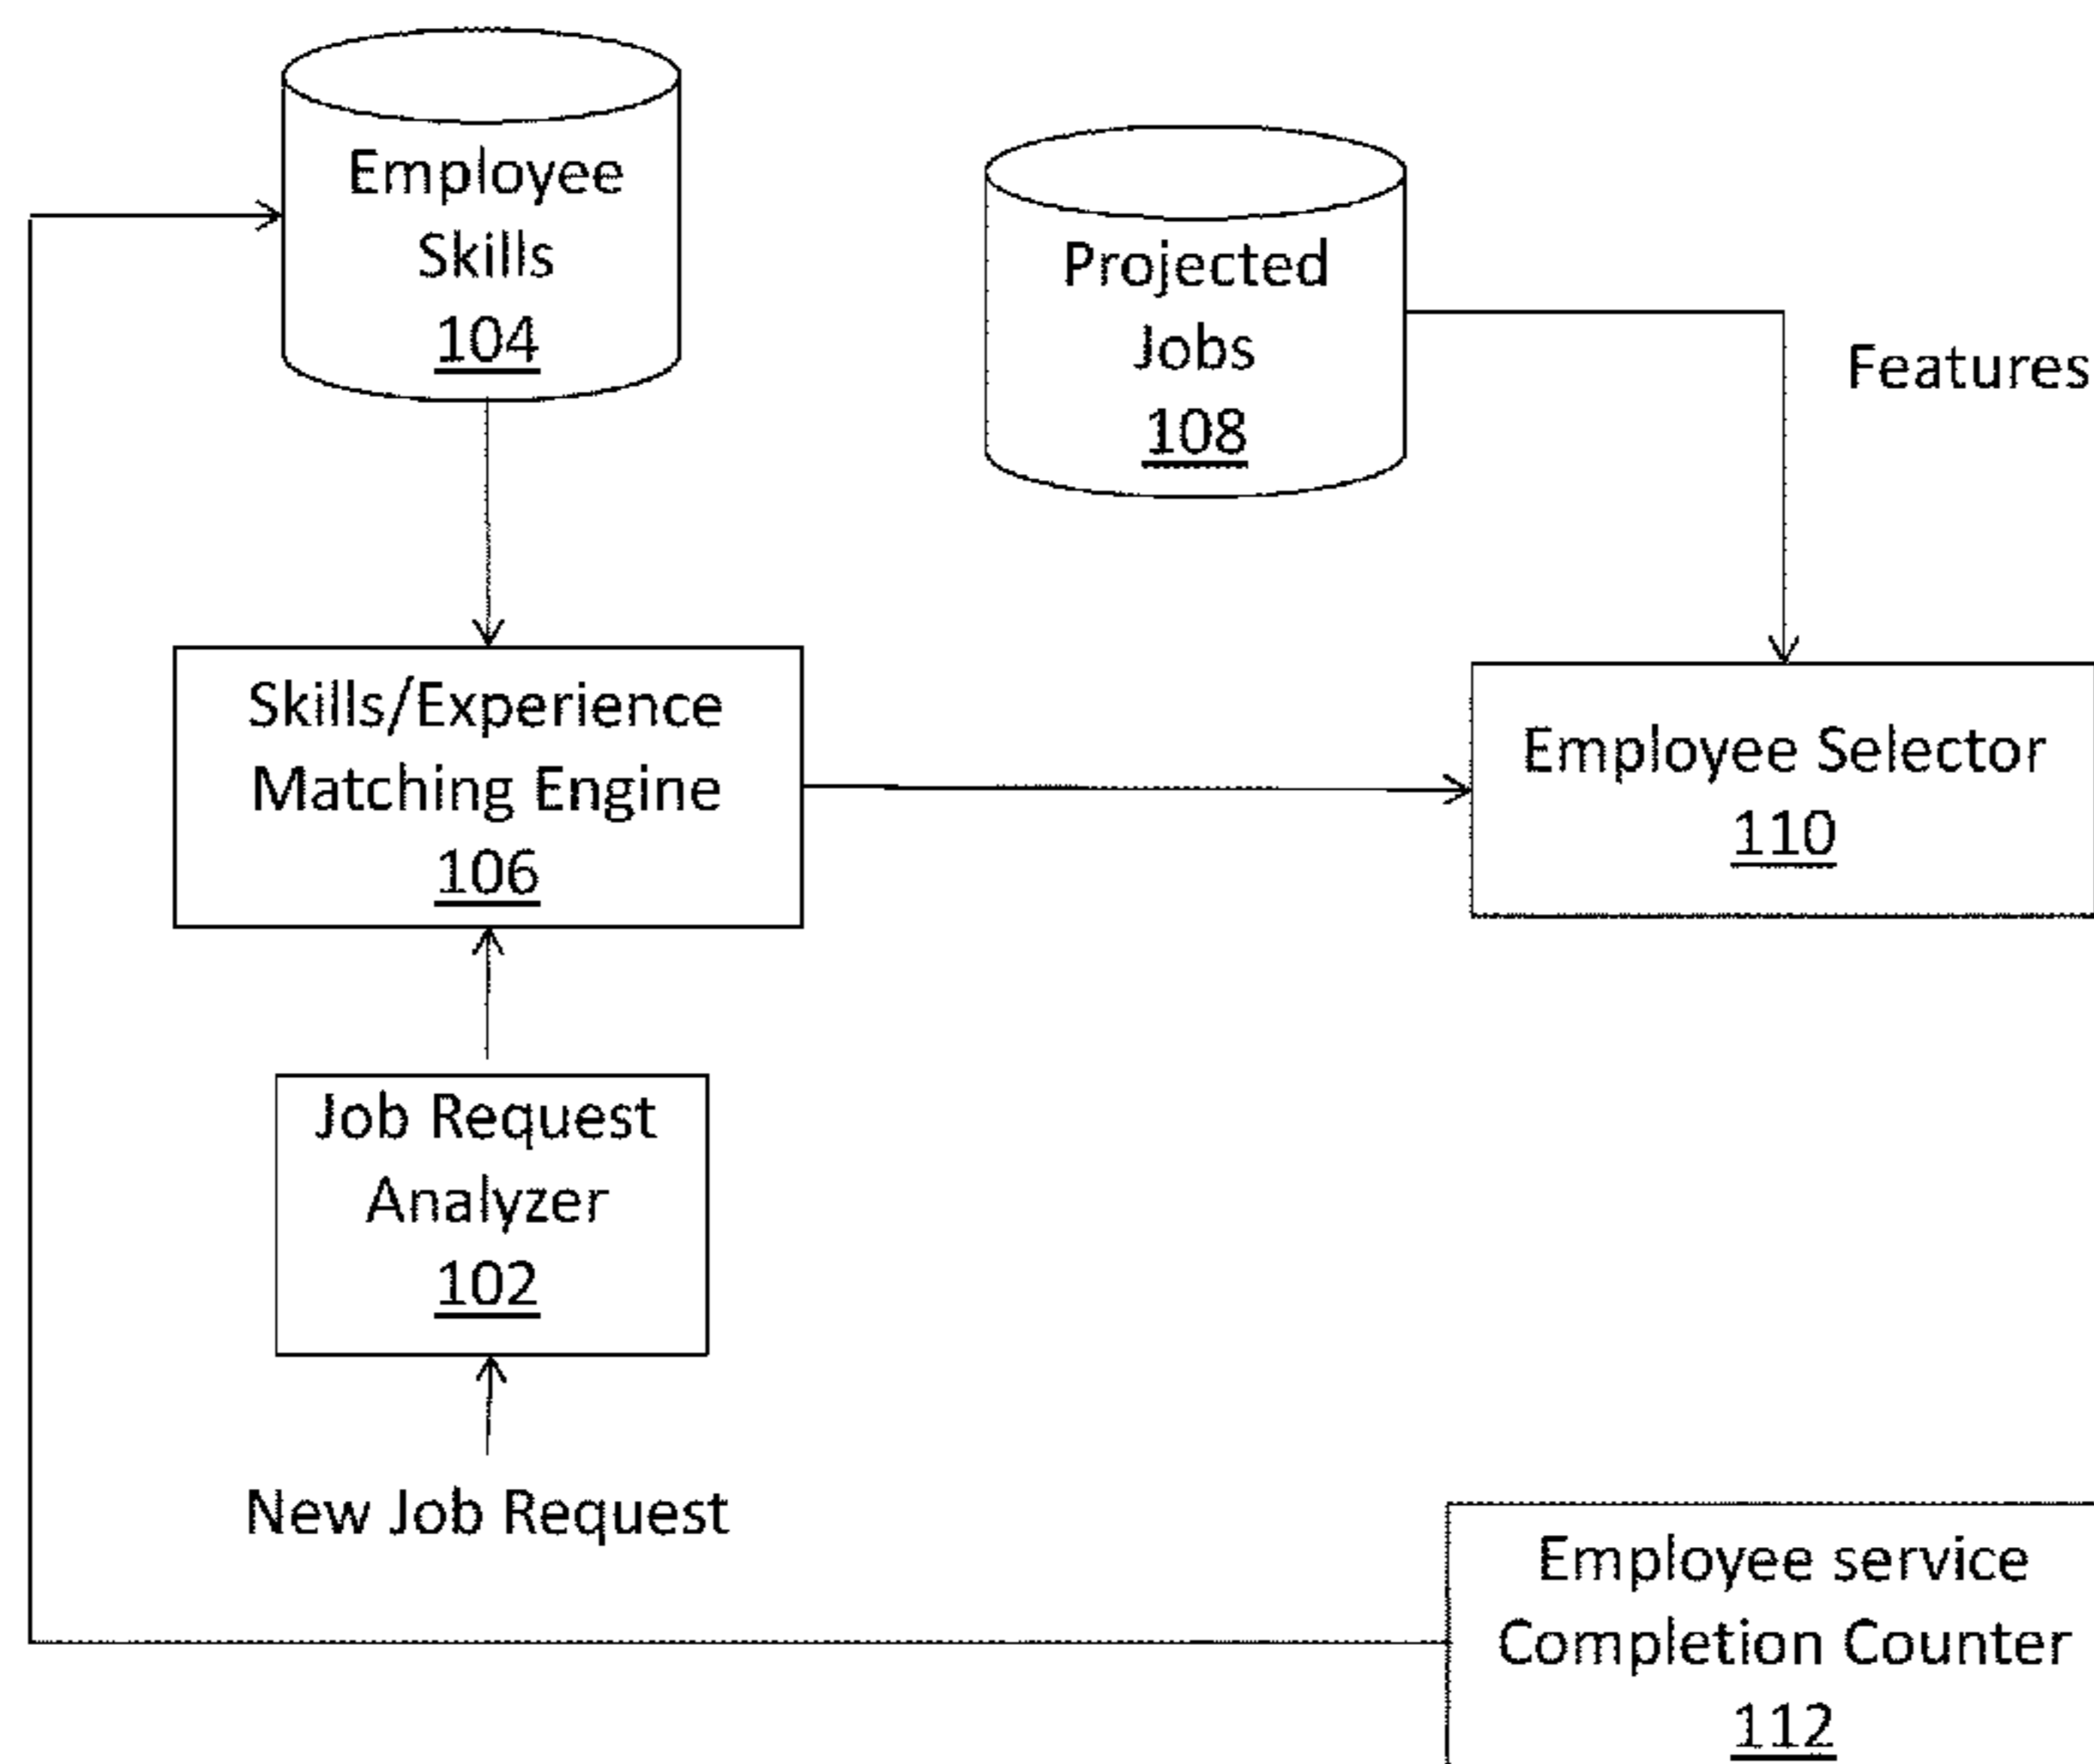 Employee
Skills
104
Projected
Jobs
108
Features
Skills/Experience
Matching Engine
106
Employee Selector
110
Job Request
Analyzer
102
New Job Request
Employee service
Completion Counter
112